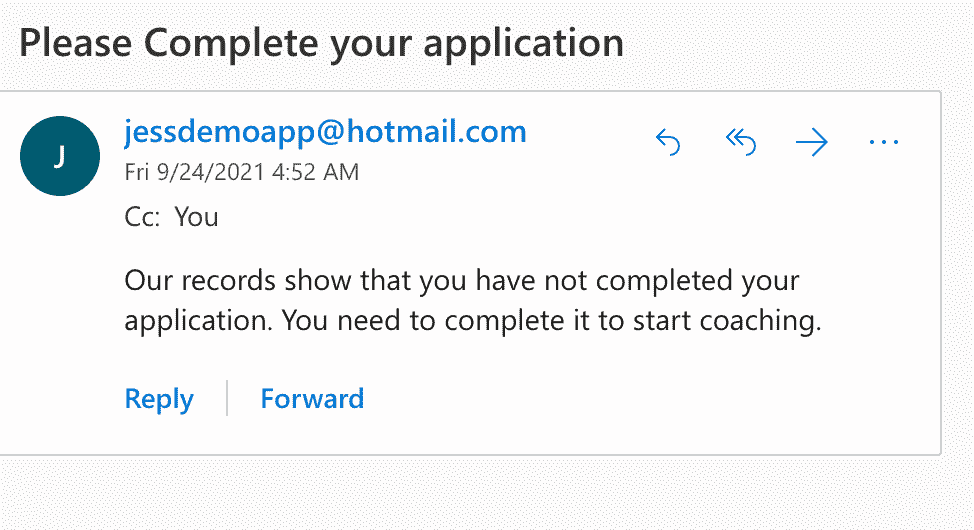 Please Complete your application
J
jessdemoapp@hotmail.com
Fri 9/24/2021 4:52 AM
Cc: You
Our records show that you have not completed your
application. You need to complete it to start coaching.
Reply
Forward